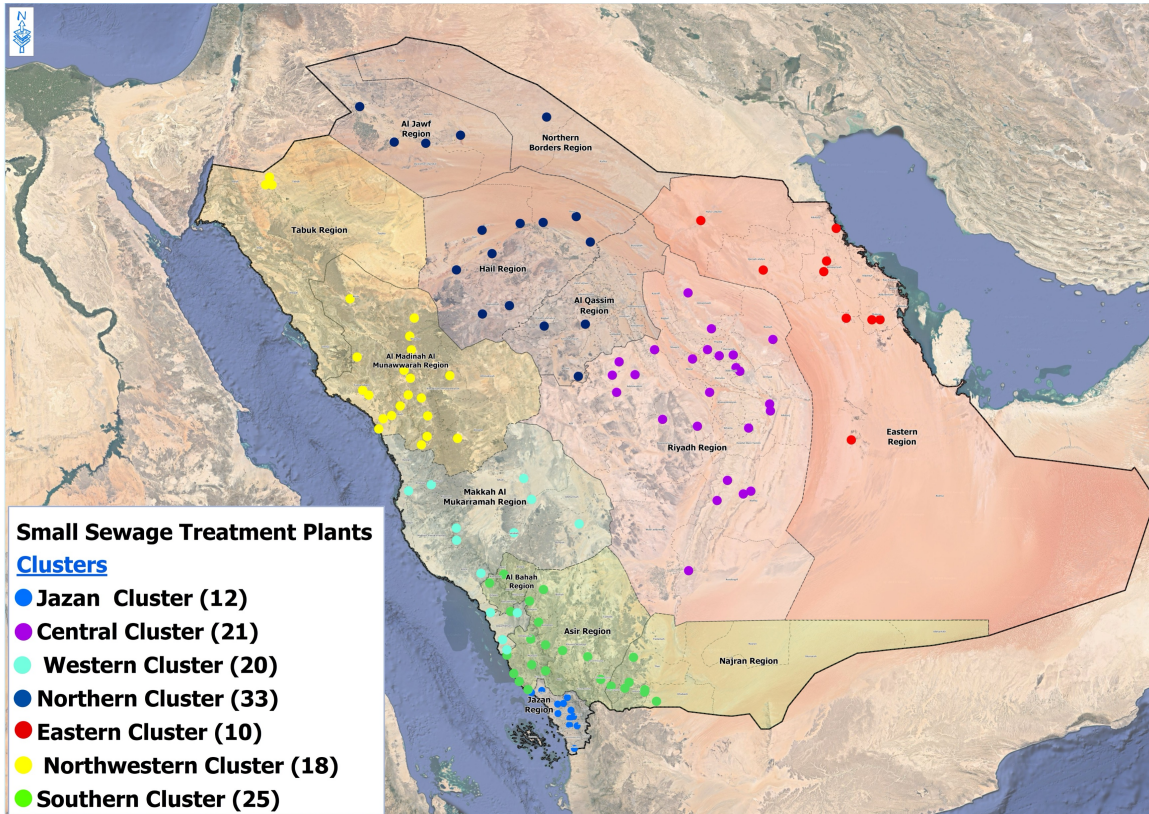 N
Al Jawf
Region
Northern
Borders Region
Tabuk Region
Hail Region
Al Qassim
Region
Al Madinah Al
Munawwarah Region
Riyadh Region
Eastern
Region
Makkah Al
Mukarramah Region
Al Bahah
Region
Asir Region
Najran Region
Jazan
Region
Small Sewage Treatment Plants
Clusters
Jazan Cluster (12)
Central Cluster (21)
Western Cluster (20)
Northern Cluster (33)
Eastern Cluster (10)
Northwestern Cluster (18)
Southern Cluster (25)